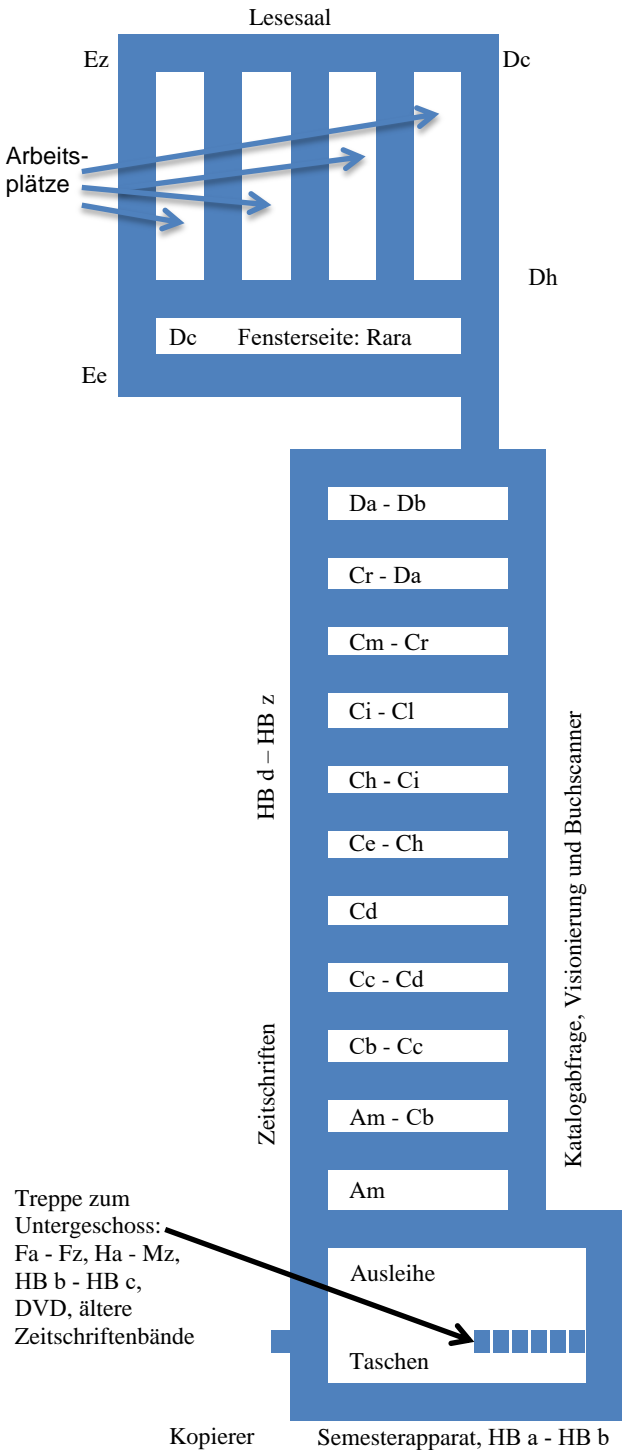 Lesesaal
Ez
Dc
Arbeits-
plätze
Dh
Dc Fensterseite: Rara
Ee
Da - Db
Cr - Da
Cm - Cr
Ci - Cl
HB d – HB z
Ch - Ci
Ce - Ch
Cd
Cc - Cd
Katalogabfrage, Visionierung und Buchscanner
Cb - Cc
Zeitschriften
Am - Cb
Am
Treppe zum
Untergeschoss:
Fa - Fz, Ha - Mz,
HB b - HB c,
DVD, ältere
Zeitschriftenbände
Ausleihe
Taschen
Kopierer
Semesterapparat, HB a - HB b